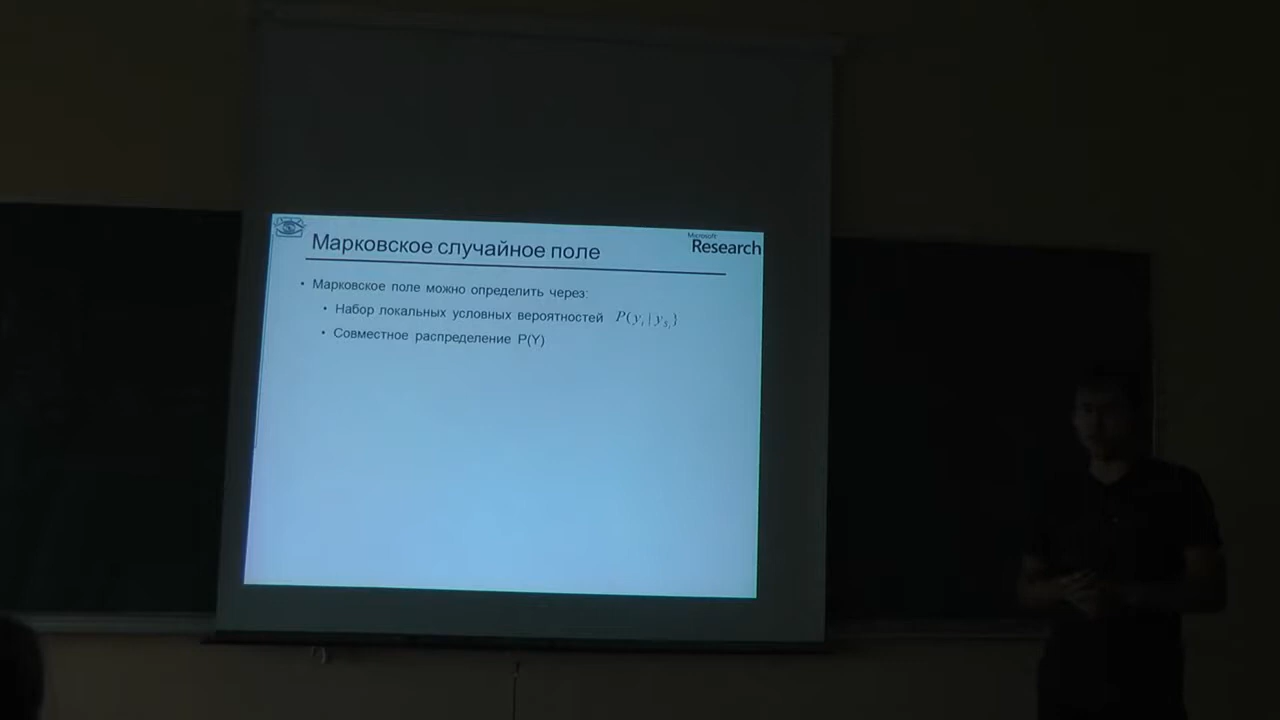 Марковское случайное поле
Microsoft
Research
• Марковское поле можно определить через:
• Набор локальных условных вероятностей P(y_i | y_{S_i})
• Совместное распределение P(Y)